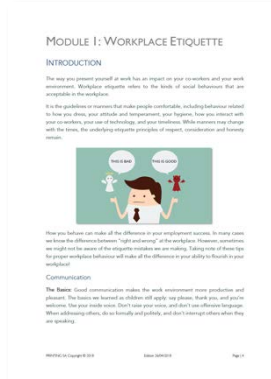 MODULE 1: WORKPLACE ETIQUETTE
INTRODUCTION
The way you present yourself at work has an impact on your co-workers and your work
environment. Workplace etiquette refers to the kinds of social behaviours that are
acceptable in the workplace.
It is the guidelines or manners that make people comfortable, including behaviour related
to how you dress, your attitude and temperament, your hygiene, how you interact with
your co-workers, your use of technology, and your timeliness. While manners may change
with the times, the underlying etiquette principles of respect, consideration and honesty
remain.
THIS IS BAD THIS IS GOOD
How you behave can make all the difference in your employment success. In many cases
we know the difference between "right and wrong" at the workplace. However, sometimes
we might not be aware of the etiquette mistakes we are making. Taking note of these tips
for proper workplace behaviour will make all the difference in your ability to flourish in your
workplace!
Communication
The Basics: Good communication makes the work environment more productive and
pleasant. The basics we learned as children still apply: say please, thank you, and you're
welcome. Use your inside voice. Don't raise your voice, and don't use offensive language.
When addressing others, do so formally and politely, and don't interrupt others when they
are speaking.
Copyright © 2018
Page | 4